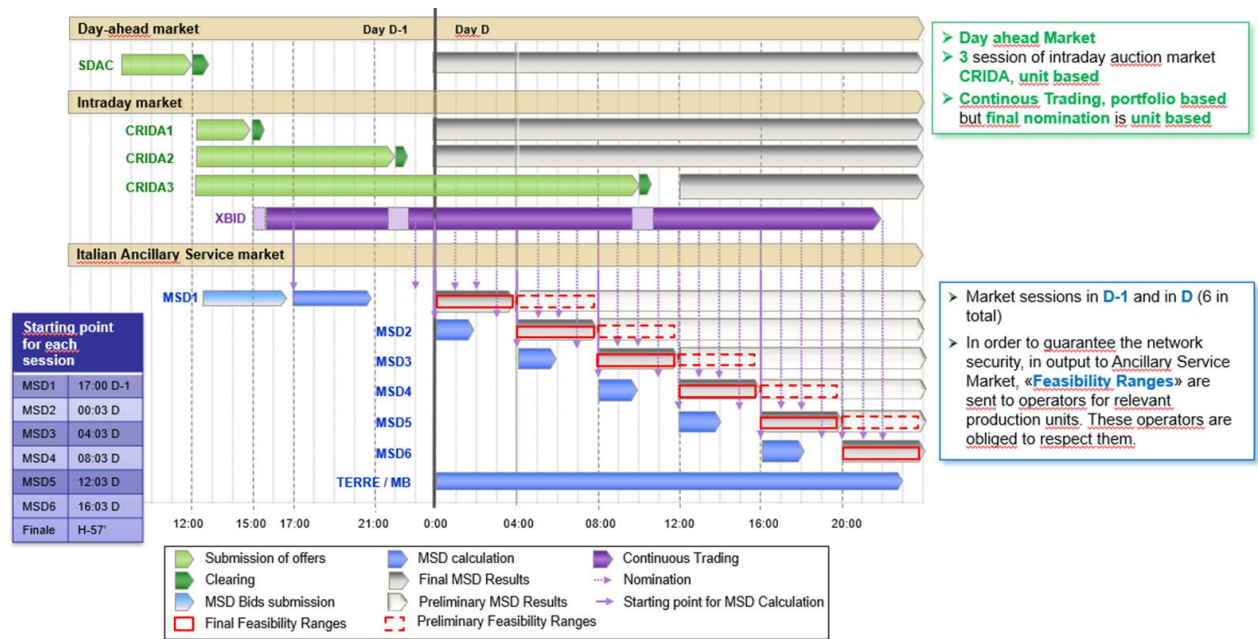 Day-ahead market
Day D-1
Day D
SDAC
Intraday market
CRIDA1
CRIDA2
CRIDA3
XBID
Italian Ancillary Service market
MSD1
MSD2
MSD3
MSD4
MSD5
MSD6
TERRE / MB
12:00 15:00 17:00 21:00 0:00 04:00 08:00 12:00 16:00 20:00
Starting point
for each
session
MSD1 17:00 D-1
MSD2 00:03 D
MSD3 04:03 D
MSD4 08:03 D
MSD5 12:03 D
MSD6 16:03 D
Finale H-57'
➢ Day ahead Market
➢ 3 session of intraday auction market
CRIDA, unit based
➢ Continous Trading, portfolio based
but final nomination is unit based
➢ Market sessions in D-1 and in D (6 in
total)
➢ In order to guarantee the network
security, in output to Ancillary Service
Market, «Feasibility Ranges» are
sent to operators for relevant
production units. These operators are
obliged to respect them.
Submission of offers
Clearing
MSD Bids submission
Final Feasibility Ranges
MSD calculation
Final MSD Results
Preliminary MSD Results
Preliminary Feasibility Ranges
Continuous Trading
Nomination
Starting point for MSD Calculation